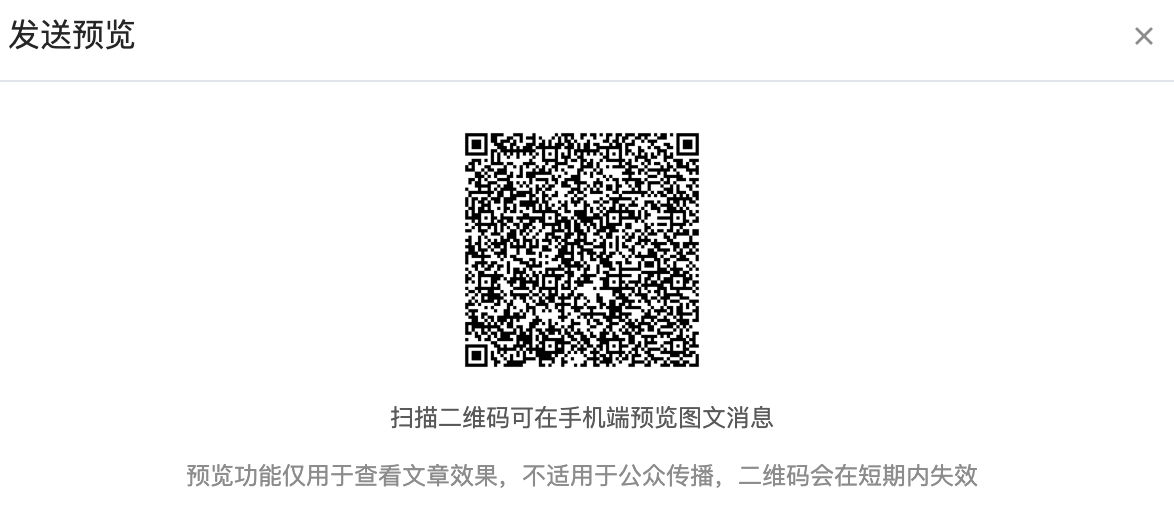 发送预览
扫描二维码可在手机端预览图文消息
预览功能仅用于查看文章效果，不适用于公众传播，二维码会在短期内失效